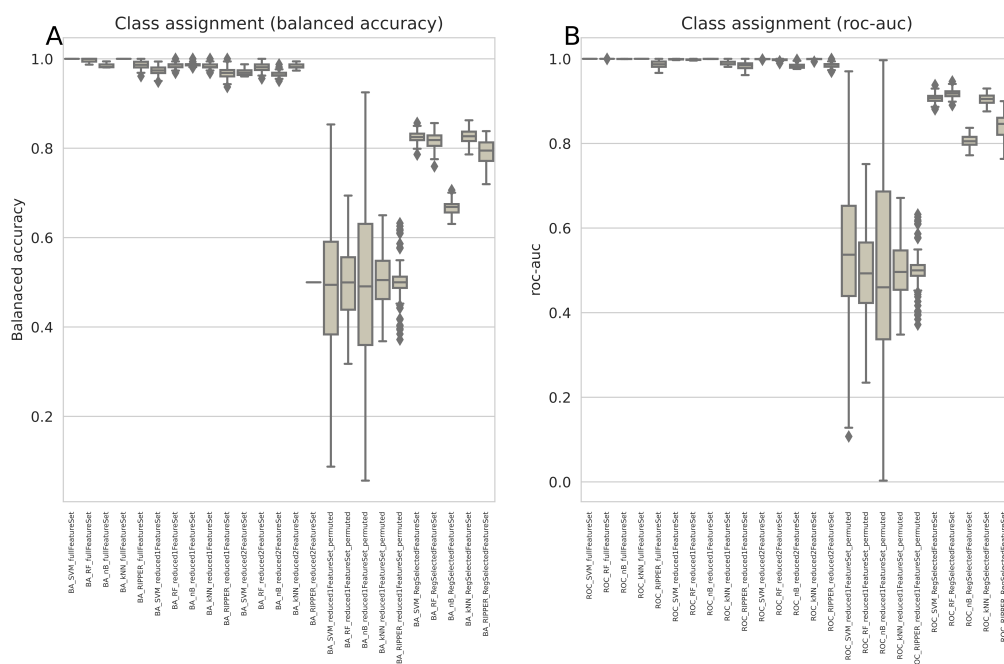 A
Class assignment (balanced accuracy)
Balanaced accuracy
1.0
0.8
0.6
0.4
0.2
BA_SVM_fullFeatureSet
BA_RF_fullFeatureSet
BA_nB_fullFeatureSet
BA_kNN_fullFeatureSet
BA_RIPPER_fullFeatureSet
BA_SVM_reduced1FeatureSet
BA_RF_reduced1FeatureSet
BA_nB_reduced1FeatureSet
BA_kNN_reduced1FeatureSet
BA_RIPPER_reduced1FeatureSet
BA_SVM_reduced2FeatureSet
BA_RF_reduced2FeatureSet
BA_nB_reduced2FeatureSet
BA_kNN_reduced2FeatureSet
BA_RIPPER_reduced2FeatureSet
BA_SVM_reduced1FeatureSet_permuted
BA_RF_reduced1FeatureSet_permuted
BA_nB_reduced1FeatureSet_permuted
BA_kNN_reduced1FeatureSet_permuted
BA_RIPPER_reduced1FeatureSet_permuted
BA_SVM_RegSelectedFeatureSet
BA_RF_RegSelectedFeatureSet
BA_nB_RegSelectedFeatureSet
BA_kNN_RegSelectedFeatureSet
BA_RIPPER_RegSelectedFeatureSet
B
Class assignment (roc-auc)
roc-auc
1.0
0.8
0.6
0.4
0.2
0.0
ROC_SVM_fullFeatureSet
ROC_RF_fullFeatureSet
ROC_nB_fullFeatureSet
ROC_kNN_fullFeatureSet
ROC_RIPPER_fullFeatureSet
ROC_SVM_reduced1FeatureSet
ROC_RF_reduced1FeatureSet
ROC_nB_reduced1FeatureSet
ROC_kNN_reduced1FeatureSet
ROC_RIPPER_reduced1FeatureSet
ROC_SVM_reduced2FeatureSet
ROC_RF_reduced2FeatureSet
ROC_nB_reduced2FeatureSet
ROC_kNN_reduced2FeatureSet
ROC_RIPPER_reduced2FeatureSet
ROC_SVM_reduced1FeatureSet_permuted
ROC_RF_reduced1FeatureSet_permuted
ROC_nB_reduced1FeatureSet_permuted
ROC_kNN_reduced1FeatureSet_permuted
OC_RIPPER_reduced1FeatureSet_permuted
ROC_SVM_RegSelectedFeatureSet
ROC_RF_RegSelectedFeatureSet
ROC_nB_RegSelectedFeatureSet
ROC_kNN_RegSelectedFeatureSet